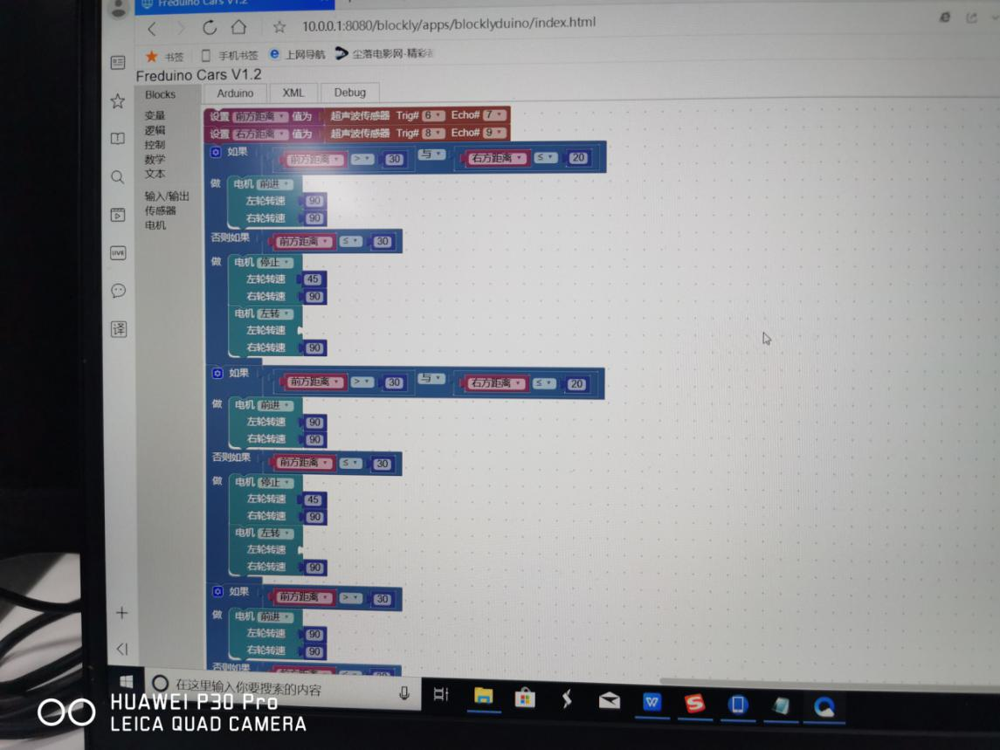 Freduino Cars V1.2
10.0.0.1:8080/blockly/apps/blocklyduino/index.html
书签 手机书签 上网导航 尘落电影网-精彩
Freduino Cars V1.2
Blocks Arduino XML Debug
变量
逻辑
控制
数学
文本
输入/输出
传感器
电机
设置 前方距离 值为 超声波传感器 Trig# 6 Echo# 7
设置 右方距离 值为 超声波传感器 Trig# 8 Echo# 9
如果 前方距离 > 30 与 右方距离 ≤ 20
做 电机 前进
左轮转速 90
右轮转速 90
否则如果 前方距离 ≤ 30
做 电机 停止
左轮转速 45
右轮转速 90
电机 左转
左轮转速
右轮转速 90
如果 前方距离 > 30 与 右方距离 ≤ 20
做 电机 前进
左轮转速 90
右轮转速 90
否则如果 前方距离 ≤ 30
做 电机 停止
左轮转速 45
右轮转速 90
电机 左转
左轮转速
右轮转速 90
如果 前方距离 > 30
做 电机 前进
左轮转速 90
右轮转速 90
否则如果
LIVE
译
在这里输入你要搜索的内容
HUAWEI P30 Pro
LEICA QUAD CAMERA